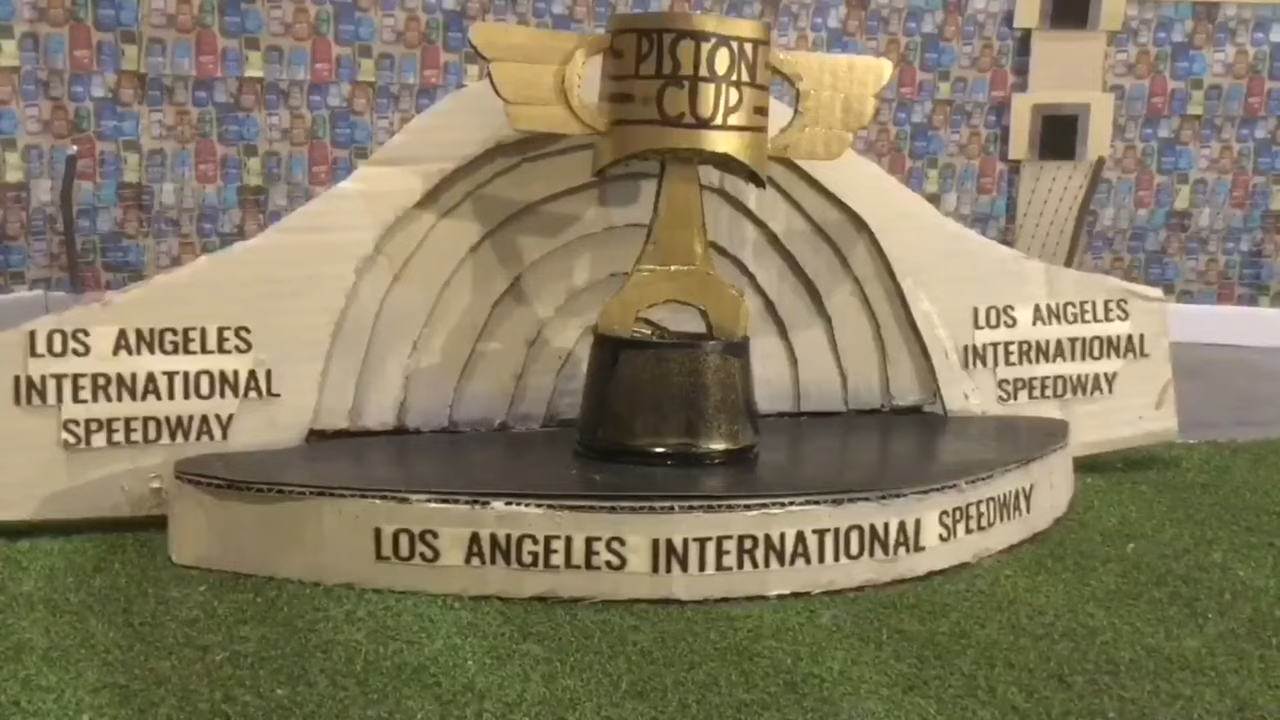 PISTON
CUP
LOS ANGELES
INTERNATIONAL
SPEEDWAY
LOS ANGELES
INTERNATIONAL
SPEEDWAY
LOS ANGELES INTERNATIONAL SPEEDWAY